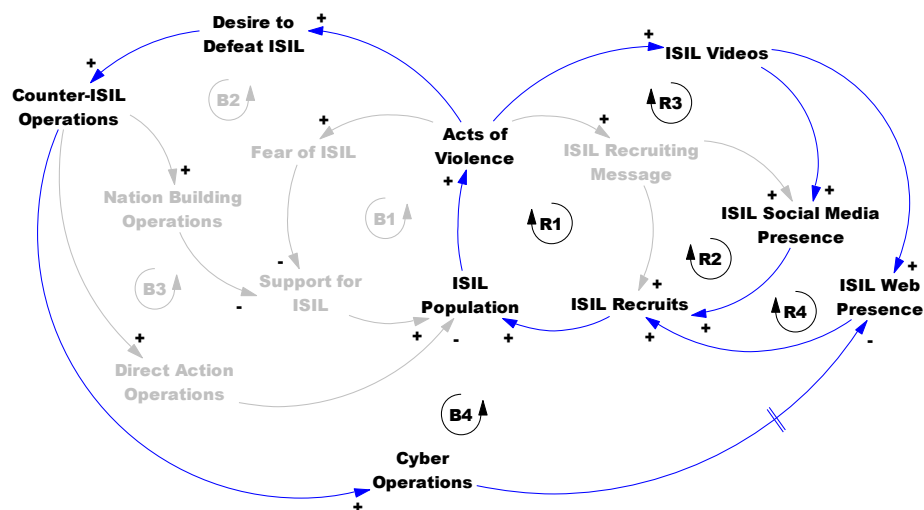 Desire to
Defeat ISIL
+
+
ISIL Videos
+
Counter-ISIL
Operations
B2
R3
+
Fear of ISIL
Acts of
Violence
+
ISIL Recruiting
Message
+
Nation Building
Operations
+
B1
R1
+
+
ISIL Social Media
Presence
R2
B3
-
-
Support for
ISIL
ISIL
Population
+
ISIL Recruits
+
ISIL Web
Presence
R4
+
+
-
+
+
+
-
Direct Action
Operations
B4
Cyber
Operations
+